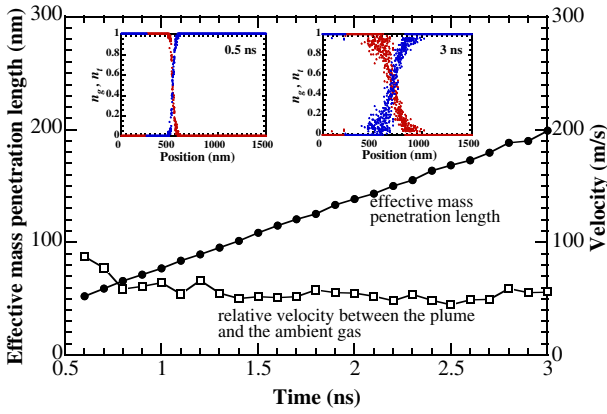 300
300
Effective mass penetration length (nm)
Velocity (m/s)
1
0.8
0.6
0.4
0.2
0
n_g, n_t
0.5 ns
0 500 1000 1500
Position (nm)
1
0.8
0.6
0.4
0.2
0
n_g, n_t
3 ns
0 500 1000 1500
Position (nm)
200
200
effective mass
penetration length
100
100
relative velocity between the plume
and the ambient gas
0
0
0.5 1 1.5 2 2.5 3
Time (ns)